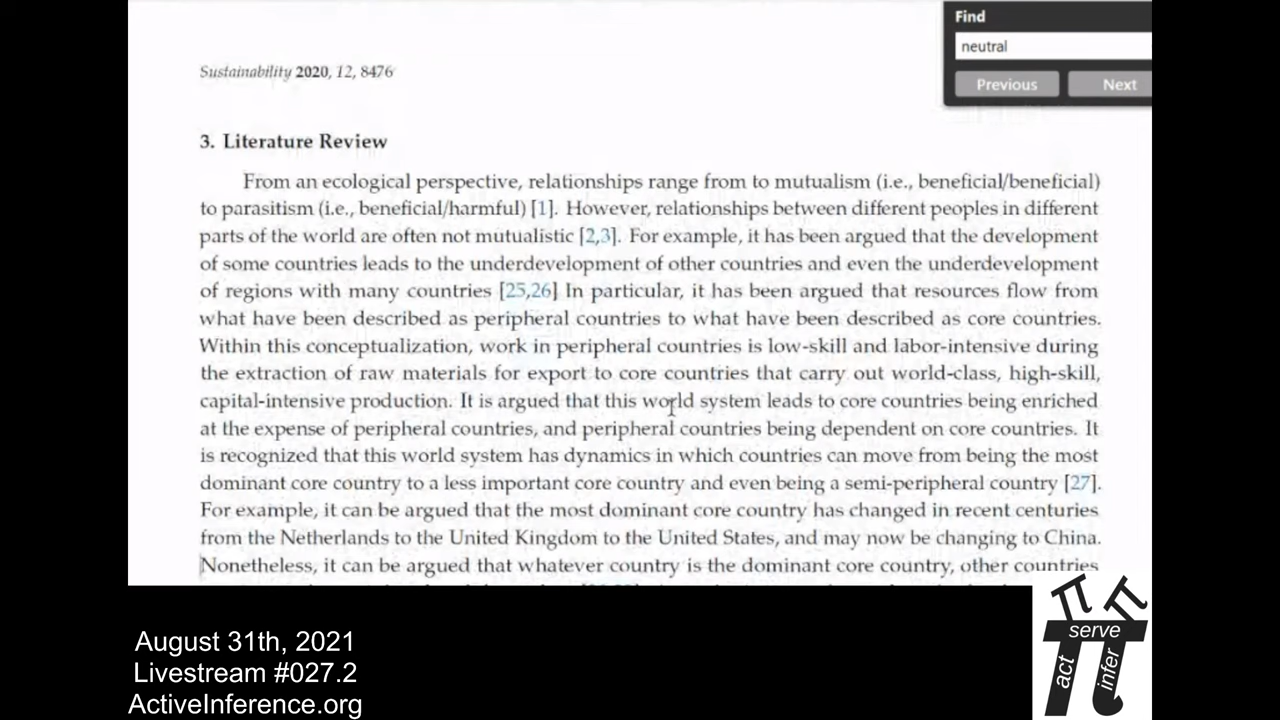 Find
neutral
Previous
Next
Sustainability 2020, 12, 8476
3. Literature Review
From an ecological perspective, relationships range from to mutualism (i.e., beneficial/beneficial)
to parasitism (i.e., beneficial/harmful) [1]. However, relationships between different peoples in different
parts of the world are often not mutualistic [2,3]. For example, it has been argued that the development
of some countries leads to the underdevelopment of other countries and even the underdevelopment
of regions with many countries [25,26] In particular, it has been argued that resources flow from
what have been described as peripheral countries to what have been described as core countries.
Within this conceptualization, work in peripheral countries is low-skill and labor-intensive during
the extraction of raw materials for export to core countries that carry out world-class, high-skill,
capital-intensive production. It is argued that this world system leads to core countries being enriched
at the expense of peripheral countries, and peripheral countries being dependent on core countries. It
is recognized that this world system has dynamics in which countries can move from being the most
dominant core country to a less important core country and even being a semi-peripheral country [27].
For example, it can be argued that the most dominant core country has changed in recent centuries
from the Netherlands to the United Kingdom to the United States, and may now be changing to China.
Nonetheless, it can be argued that whatever country is the dominant core country, other countries
August 31th, 2021
Livestream #027.2
ActiveInference.org
serve
act
infer